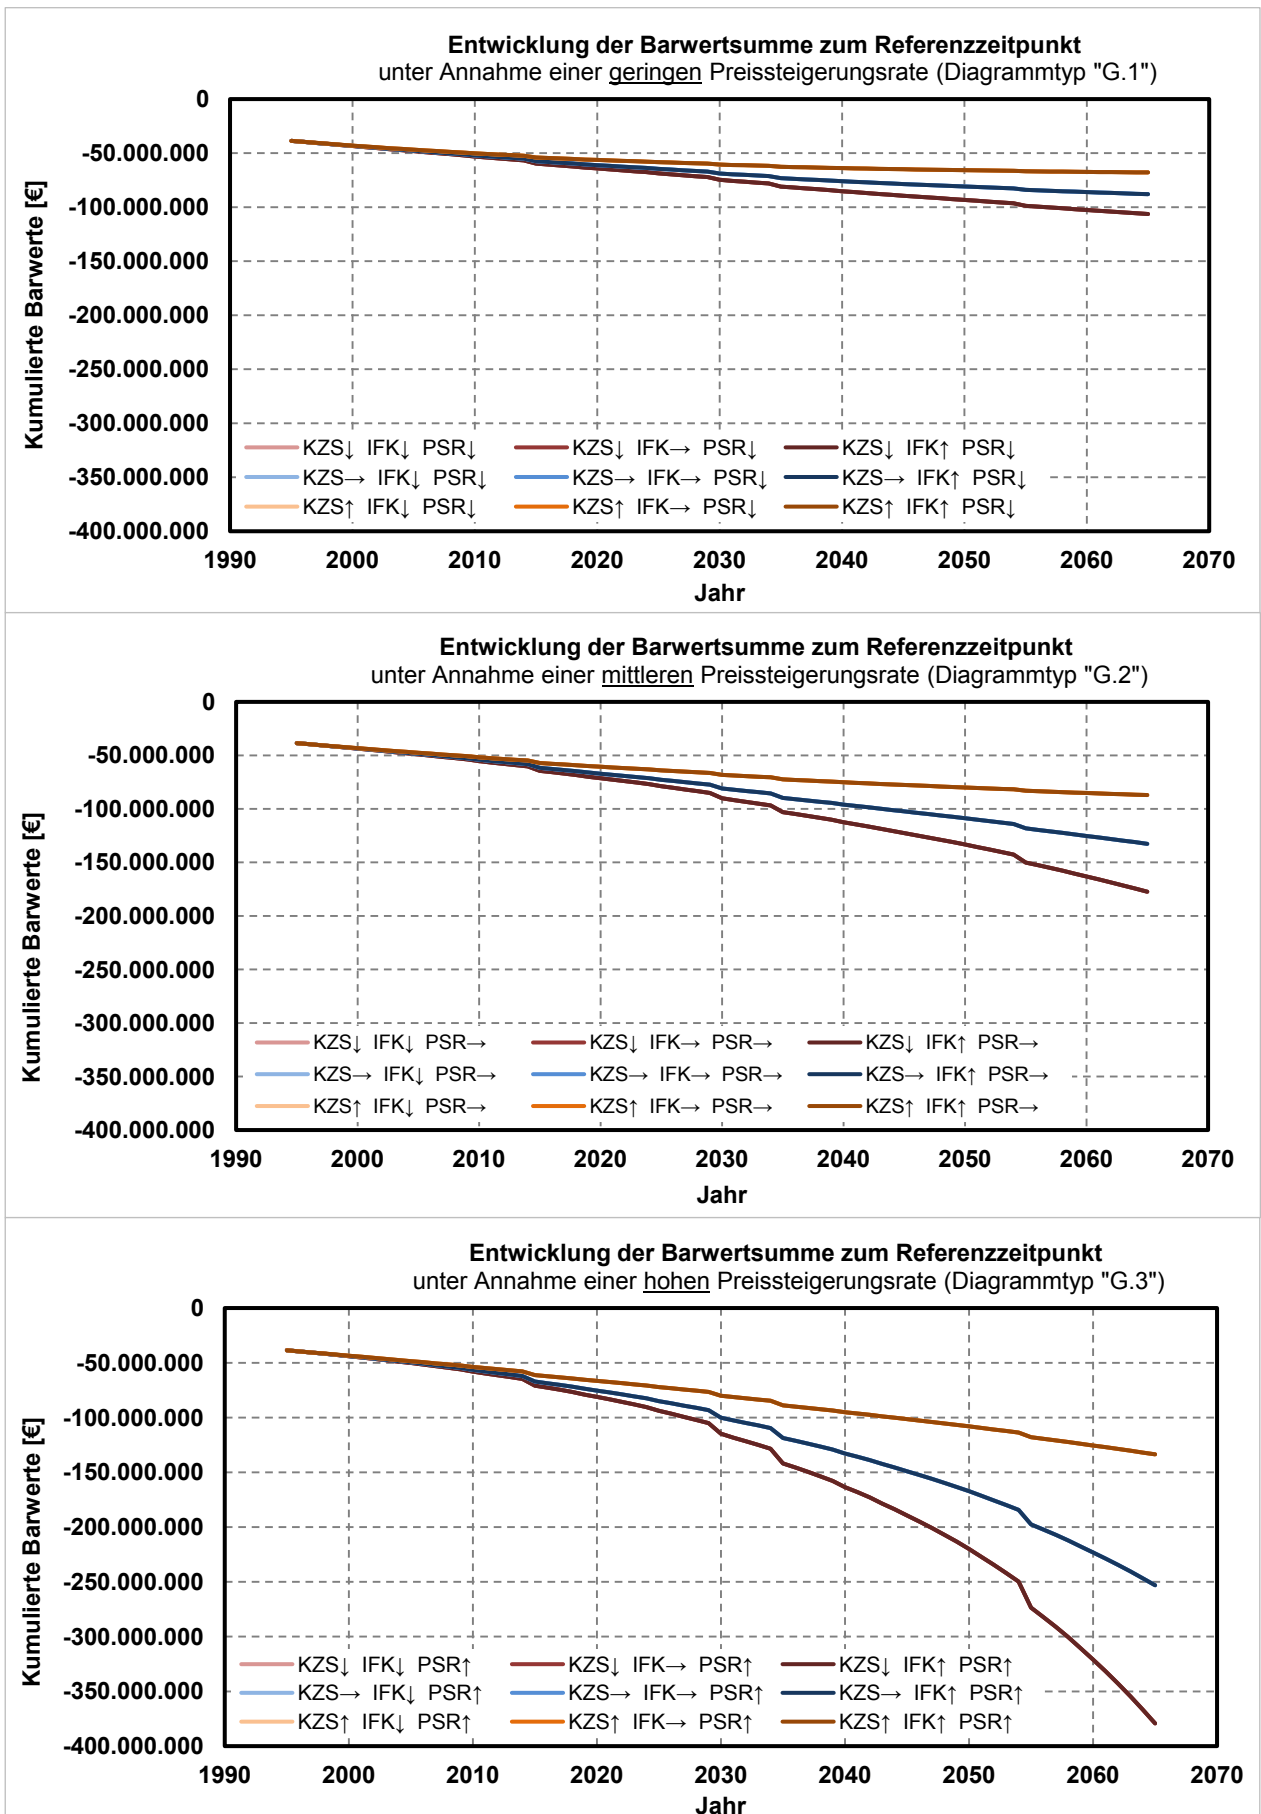 Entwicklung der Barwertsumme zum Referenzzeitpunkt
unter Annahme einer geringen Preissteigerungsrate (Diagrammtyp "G.1")
Kumulierte Barwerte [€]
0
-50.000.000
-100.000.000
-150.000.000
-200.000.000
-250.000.000
-300.000.000
-350.000.000
-400.000.000
KZS↓ IFK↓ PSR↓ KZS↓ IFK→ PSR↓ KZS↓ IFK↑ PSR↓
KZS→ IFK↓ PSR↓ KZS→ IFK→ PSR↓ KZS→ IFK↑ PSR↓
KZS↑ IFK↓ PSR↓ KZS↑ IFK→ PSR↓ KZS↑ IFK↑ PSR↓
1990 2000 2010 2020 2030 2040 2050 2060 2070
Jahr
Entwicklung der Barwertsumme zum Referenzzeitpunkt
unter Annahme einer mittleren Preissteigerungsrate (Diagrammtyp "G.2")
Kumulierte Barwerte [€]
0
-50.000.000
-100.000.000
-150.000.000
-200.000.000
-250.000.000
-300.000.000
-350.000.000
-400.000.000
KZS↓ IFK↓ PSR→ KZS↓ IFK→ PSR→ KZS↓ IFK↑ PSR→
KZS→ IFK↓ PSR→ KZS→ IFK→ PSR→ KZS→ IFK↑ PSR→
KZS↑ IFK↓ PSR→ KZS↑ IFK→ PSR→ KZS↑ IFK↑ PSR→
1990 2000 2010 2020 2030 2040 2050 2060 2070
Jahr
Entwicklung der Barwertsumme zum Referenzzeitpunkt
unter Annahme einer hohen Preissteigerungsrate (Diagrammtyp "G.3")
Kumulierte Barwerte [€]
0
-50.000.000
-100.000.000
-150.000.000
-200.000.000
-250.000.000
-300.000.000
-350.000.000
-400.000.000
KZS↓ IFK↓ PSR↑ KZS↓ IFK→ PSR↑ KZS↓ IFK↑ PSR↑
KZS→ IFK↓ PSR↑ KZS→ IFK→ PSR↑ KZS→ IFK↑ PSR↑
KZS↑ IFK↓ PSR↑ KZS↑ IFK→ PSR↑ KZS↑ IFK↑ PSR↑
1990 2000 2010 2020 2030 2040 2050 2060 2070
Jahr